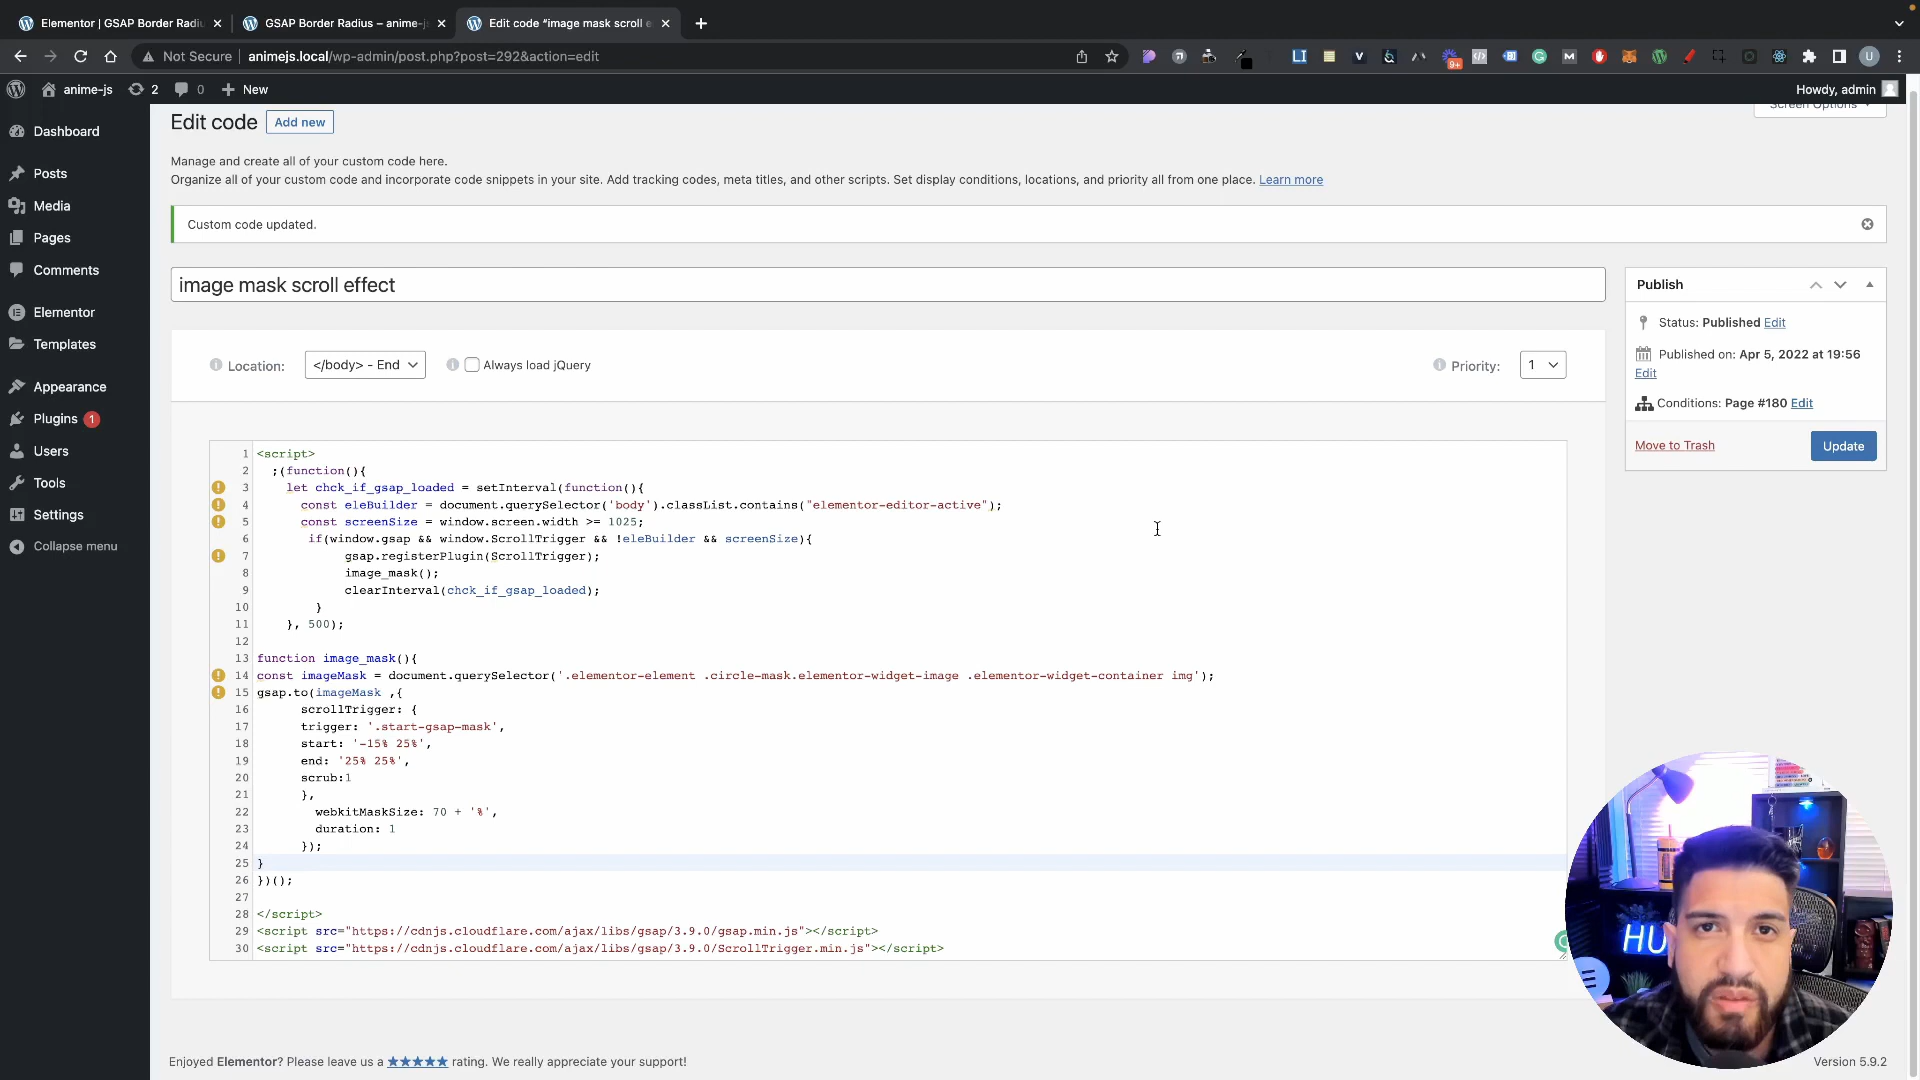 Elementor | GSAP Border Radiu
GSAP Border Radius – anime-j
Edit code “image mask scroll e
Not Secure
animejs.local/wp-admin/post.php?post=292&action=edit
9+
U
anime-js
2
0
New
Howdy, admin
Screen Options
Edit code
Add new
Dashboard
Posts
Media
Pages
Comments
Elementor
Templates
Appearance
Plugins 1
Users
Tools
Settings
Collapse menu
Manage and create all of your custom code here.
Organize all of your custom code and incorporate code snippets in your site. Add tracking codes, meta titles, and other scripts. Set display conditions, locations, and priority all from one place. Learn more
Custom code updated.
image mask scroll effect
Location:
</body> - End
Always load jQuery
Priority:
1
Publish
Status: Published Edit
Published on: Apr 5, 2022 at 19:56
Edit
Conditions: Page #180 Edit
Move to Trash
Update
1 <script>
2 ;(function(){
3 let chck_if_gsap_loaded = setInterval(function(){
4 const eleBuilder = document.querySelector('body').classList.contains("elementor-editor-active");
5 const screenSize = window.screen.width >= 1025;
6 if(window.gsap && window.ScrollTrigger && !eleBuilder && screenSize){
7 gsap.registerPlugin(ScrollTrigger);
8 image_mask();
9 clearInterval(chck_if_gsap_loaded);
10 }
11 }, 500);
12
13 function image_mask(){
14 const imageMask = document.querySelector('.elementor-element .circle-mask.elementor-widget-image .elementor-widget-container img');
15 gsap.to(imageMask ,{
16 scrollTrigger: {
17 trigger: '.start-gsap-mask',
18 start: '-15% 25%',
19 end: '25% 25%',
20 scrub:1
21 },
22 webkitMaskSize: 70 + '%',
23 duration: 1
24 });
25 }
26 })();
27
28 </script>
29 <script src="https://cdnjs.cloudflare.com/ajax/libs/gsap/3.9.0/gsap.min.js"></script>
30 <script src="https://cdnjs.cloudflare.com/ajax/libs/gsap/3.9.0/ScrollTrigger.min.js"></script>
HU
Enjoyed Elementor? Please leave us a ★★★★★ rating. We really appreciate your support!
Version 5.9.2